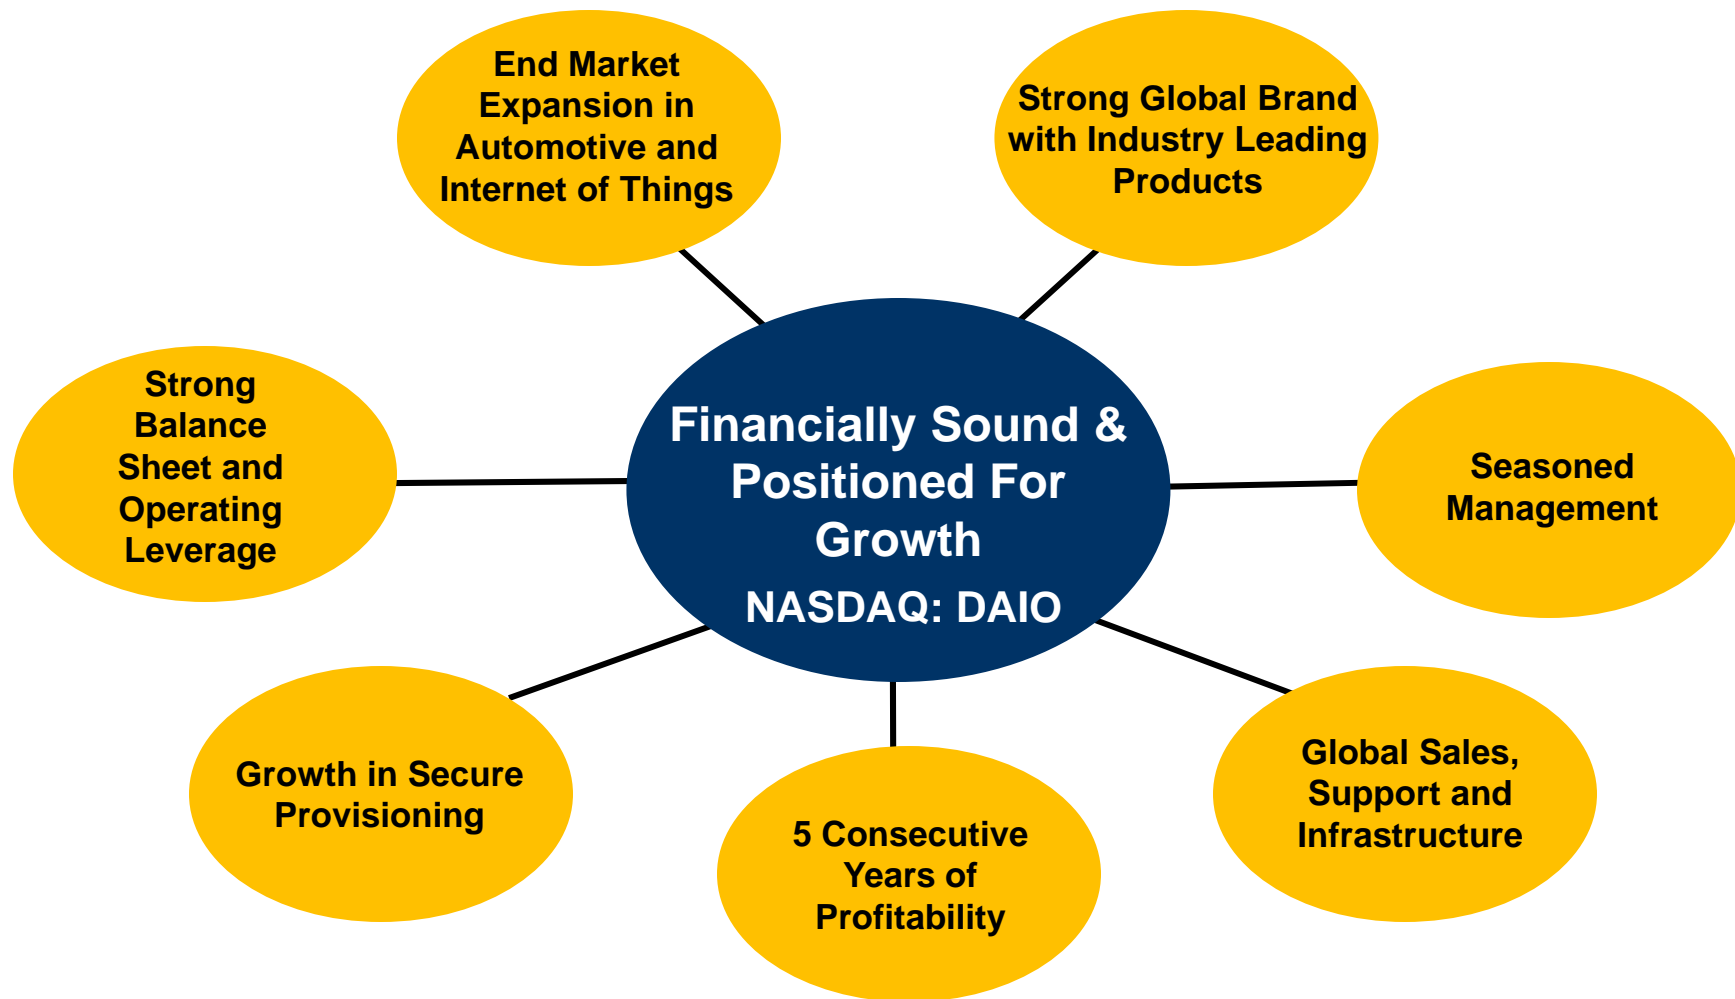 End Market
Expansion in
Automotive and
Internet of Things
Strong Global Brand
with Industry Leading
Products
Strong
Balance
Sheet and
Operating
Leverage
Financially Sound &
Positioned For
Growth
NASDAQ: DAIO
Seasoned
Management
Growth in Secure
Provisioning
5 Consecutive
Years of
Profitability
Global Sales,
Support and
Infrastructure